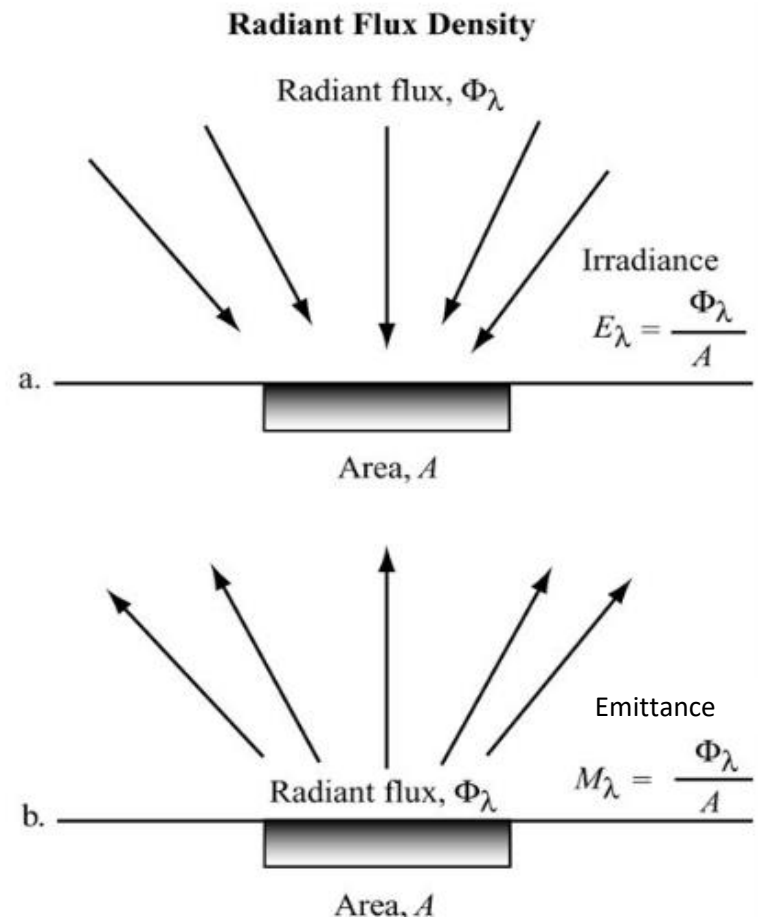 Radiant Flux Density
Radiant flux, Φλ
Irradiance
Eλ = Φλ / A
a.
Area, A
Emittance
Mλ = Φλ / A
Radiant flux, Φλ
b.
Area, A